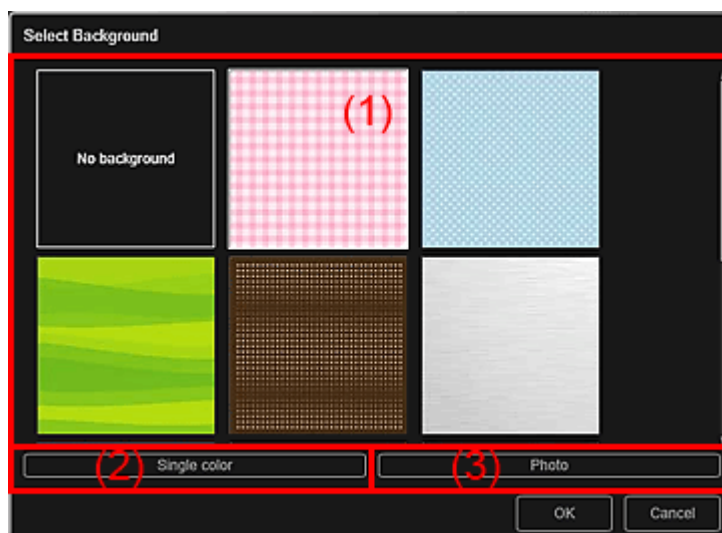 Select Background
(1)
No background
(2) Single color
(3) Photo
OK
Cancel